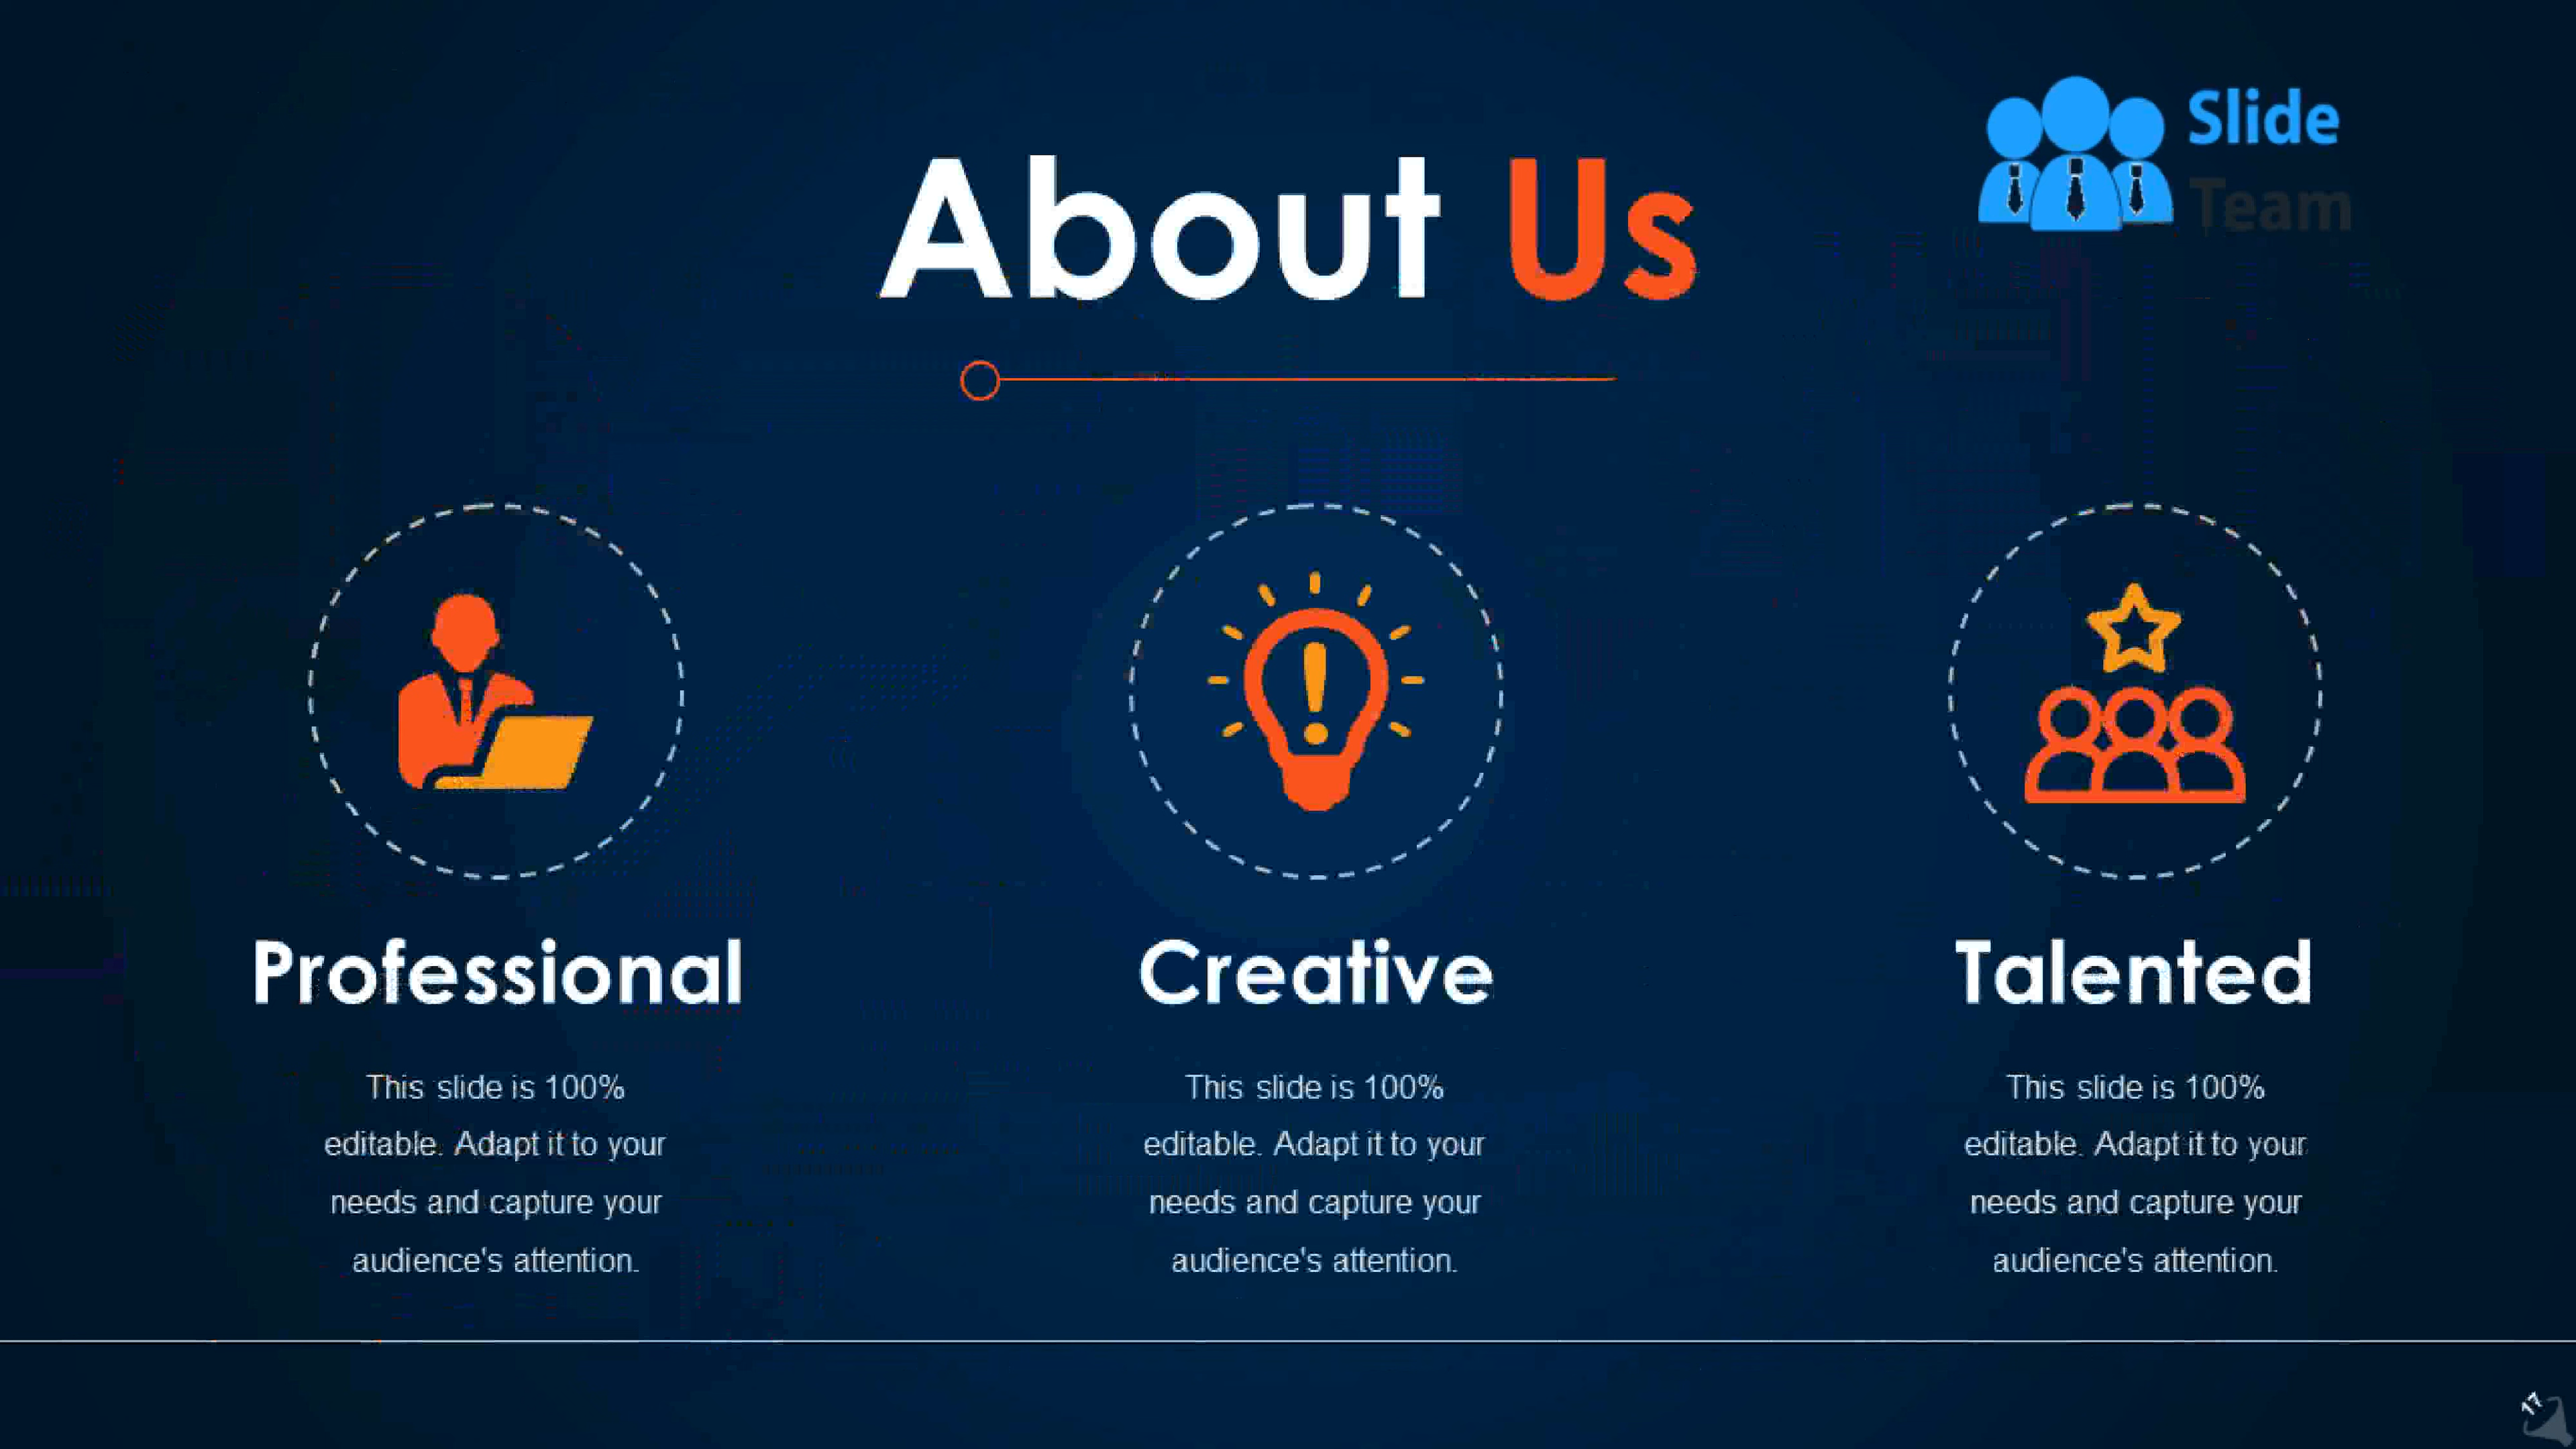 Slide
Team
About Us
Professional
This slide is 100%
editable. Adapt it to your
needs and capture your
audience's attention.
Creative
This slide is 100%
editable. Adapt it to your
needs and capture your
audience's attention.
Talented
This slide is 100%
editable. Adapt it to your
needs and capture your
audience's attention.
17